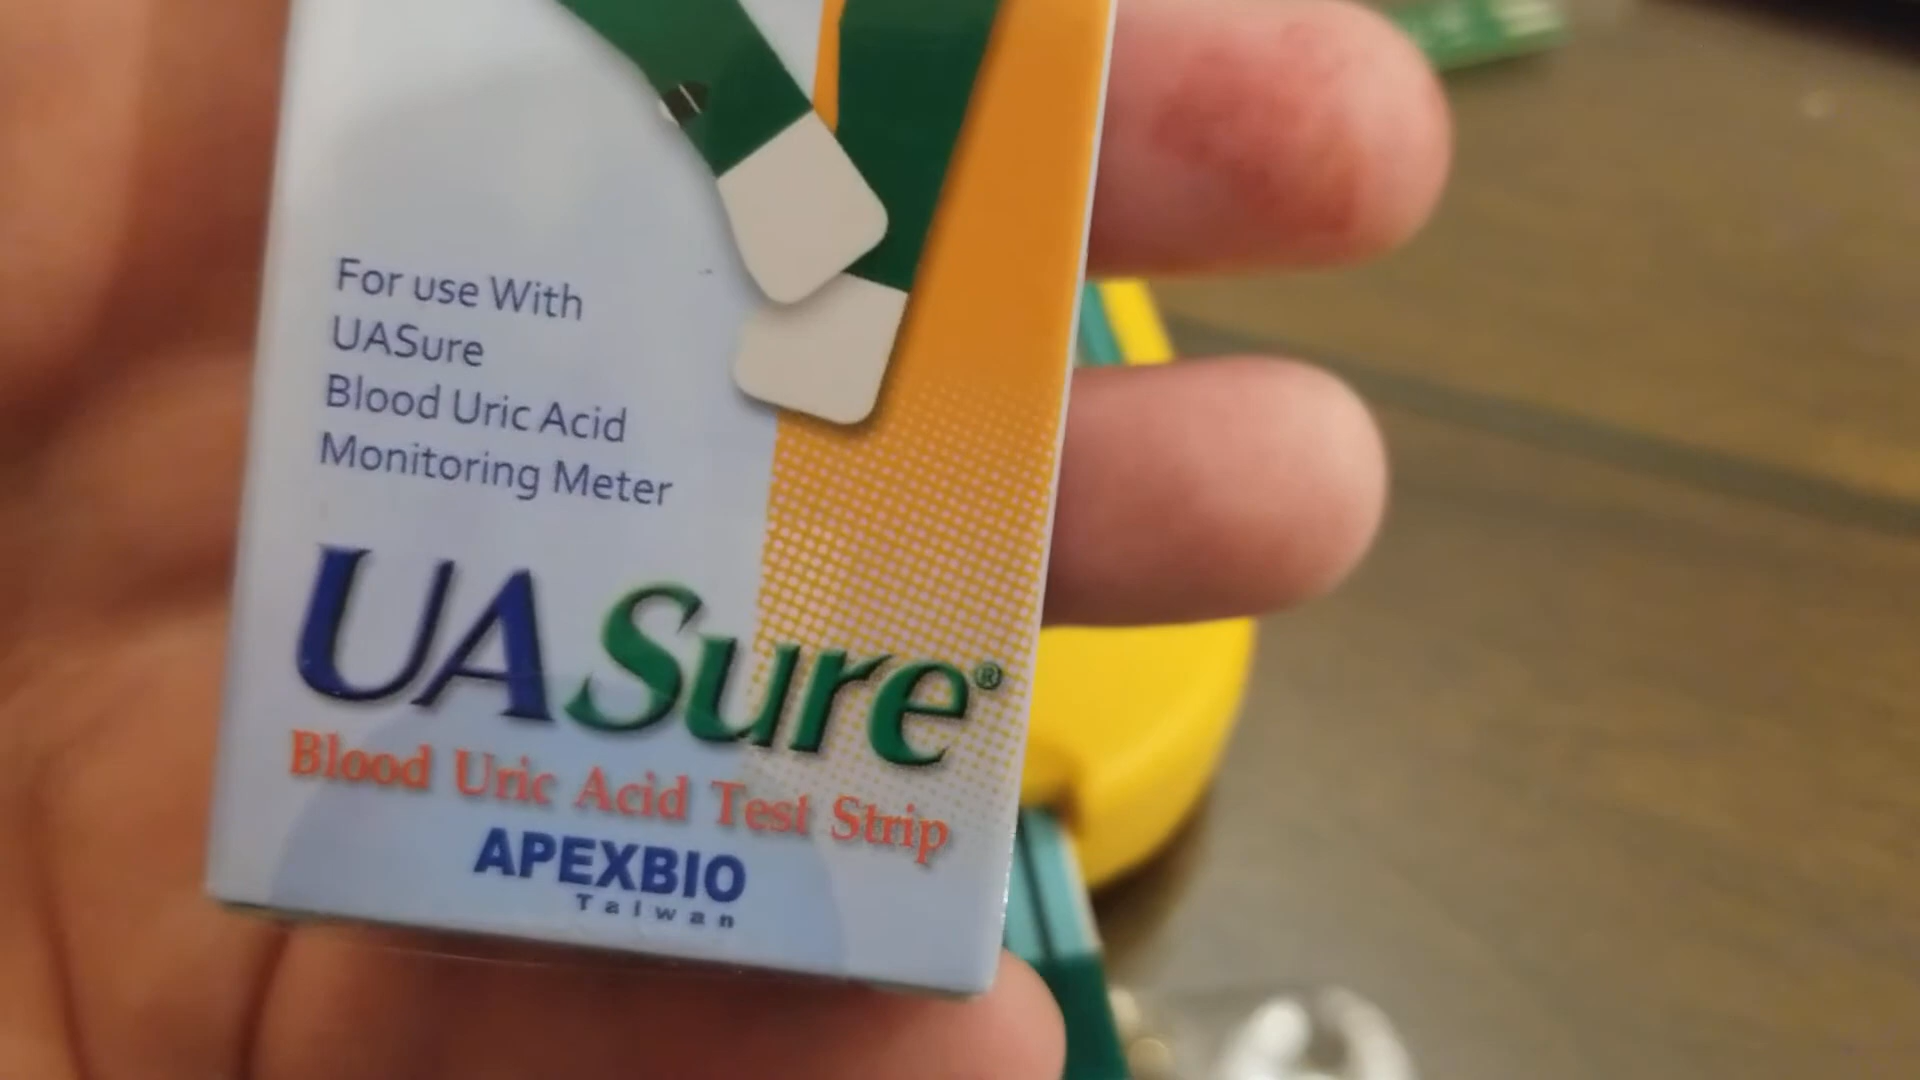 For use With
UASure
Blood Uric Acid
Monitoring Meter
UASure®
Blood Uric Acid Test Strip
APEXBIO
Taiwan